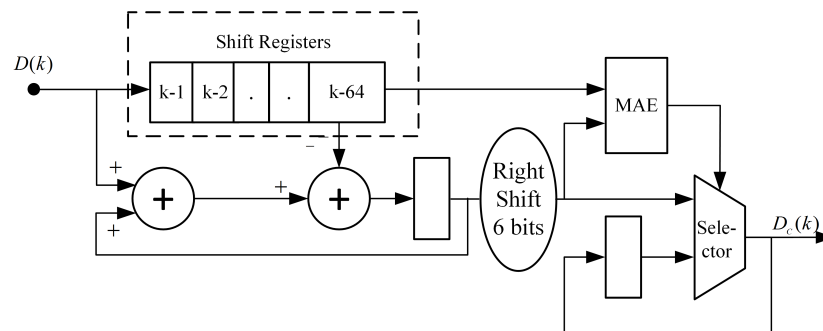 Shift Registers
D(k)
k-1 k-2 . . k-64
MAE
− −
+
+ + +
+
Right
Shift
6 bits
Sele-
ctor
D_c(k)